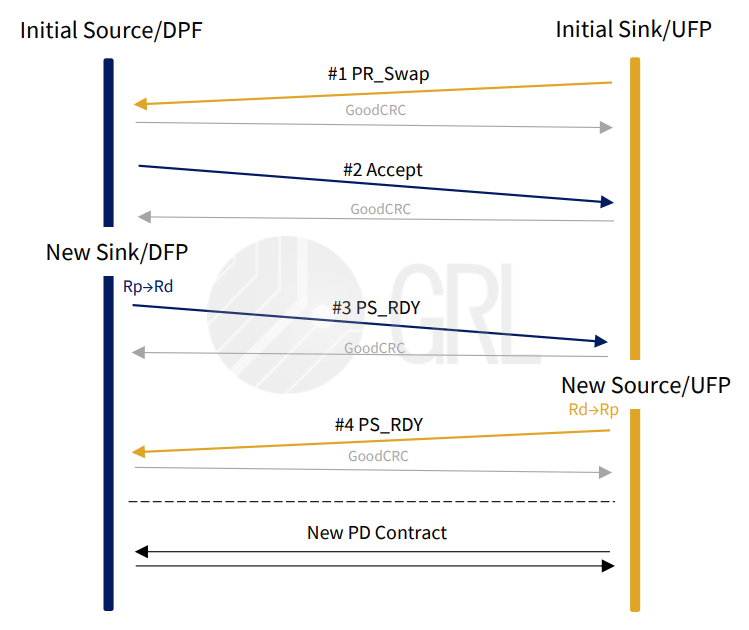 Initial Source/DPF
Initial Sink/UFP
#1 PR_Swap
GoodCRC
#2 Accept
GoodCRC
New Sink/DFP
Rp→Rd
GRL
#3 PS_RDY
GoodCRC
New Source/UFP
Rd→Rp
#4 PS_RDY
GoodCRC
New PD Contract